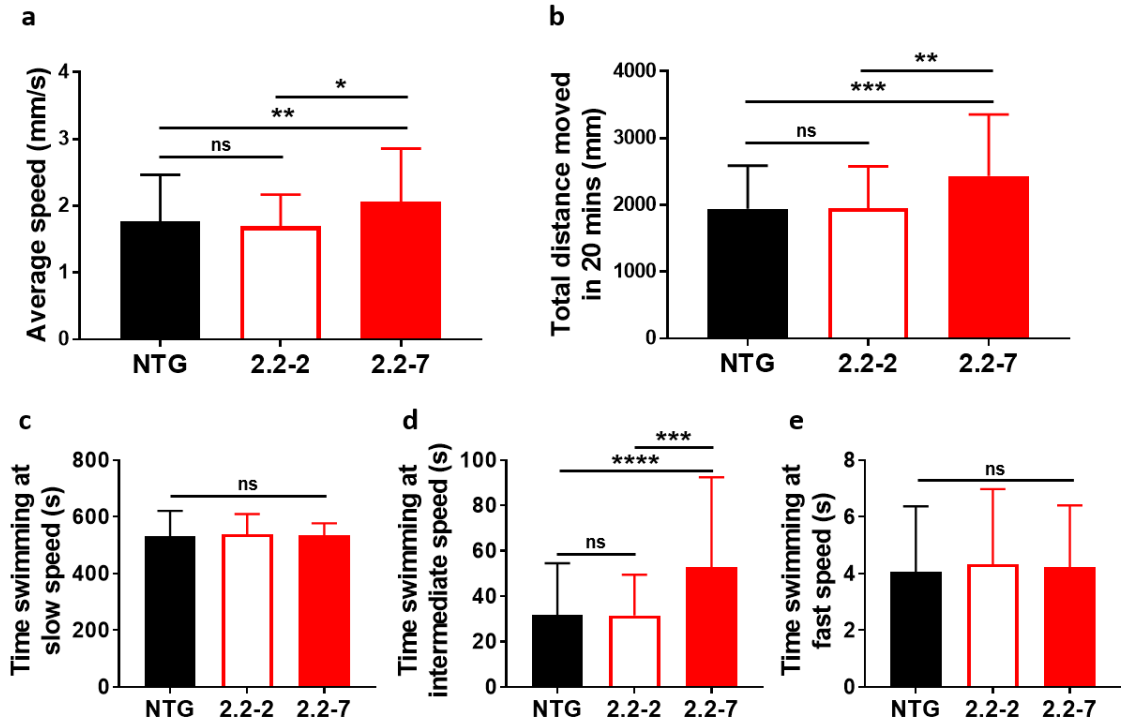 a
Average speed (mm/s)
4
3
2
1
0
*
**
ns
NTG
2.2-2
2.2-7
b
Total distance moved
in 20 mins (mm)
4000
3000
2000
1000
0
**
***
ns
NTG
2.2-2
2.2-7
c
Time swimming at
slow speed (s)
800
600
400
200
0
ns
NTG
2.2-2
2.2-7
d
Time swimming at
intermediate speed (s)
100
80
60
40
20
0
***
****
ns
NTG
2.2-2
2.2-7
e
Time swimming at
fast speed (s)
8
6
4
2
0
ns
NTG
2.2-2
2.2-7